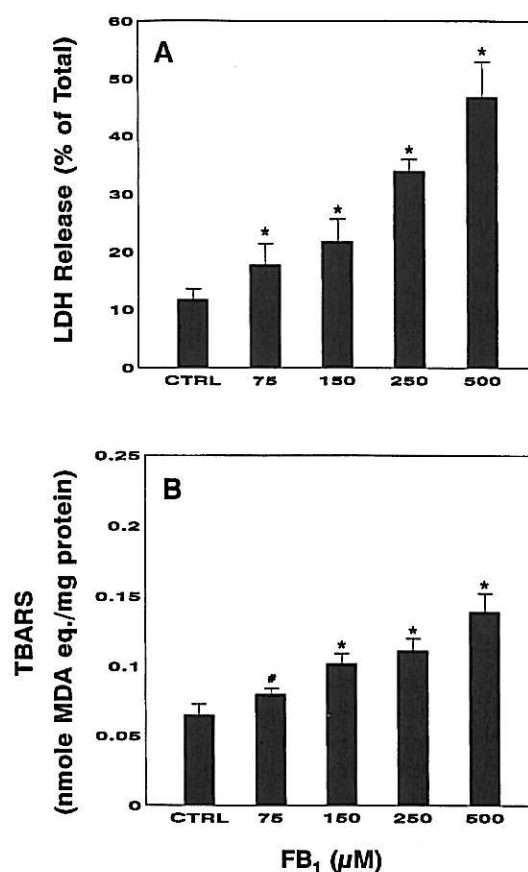 A
LDH Release (% of Total)
60
50
40
30
20
10
0
*
*
*
*
CTRL 75 150 250 500
B
TBARS
(nmole MDA eq./mg protein)
0.25
0.2
0.15
0.1
0.05
0
#
*
*
*
CTRL 75 150 250 500
FB₁ (µM)